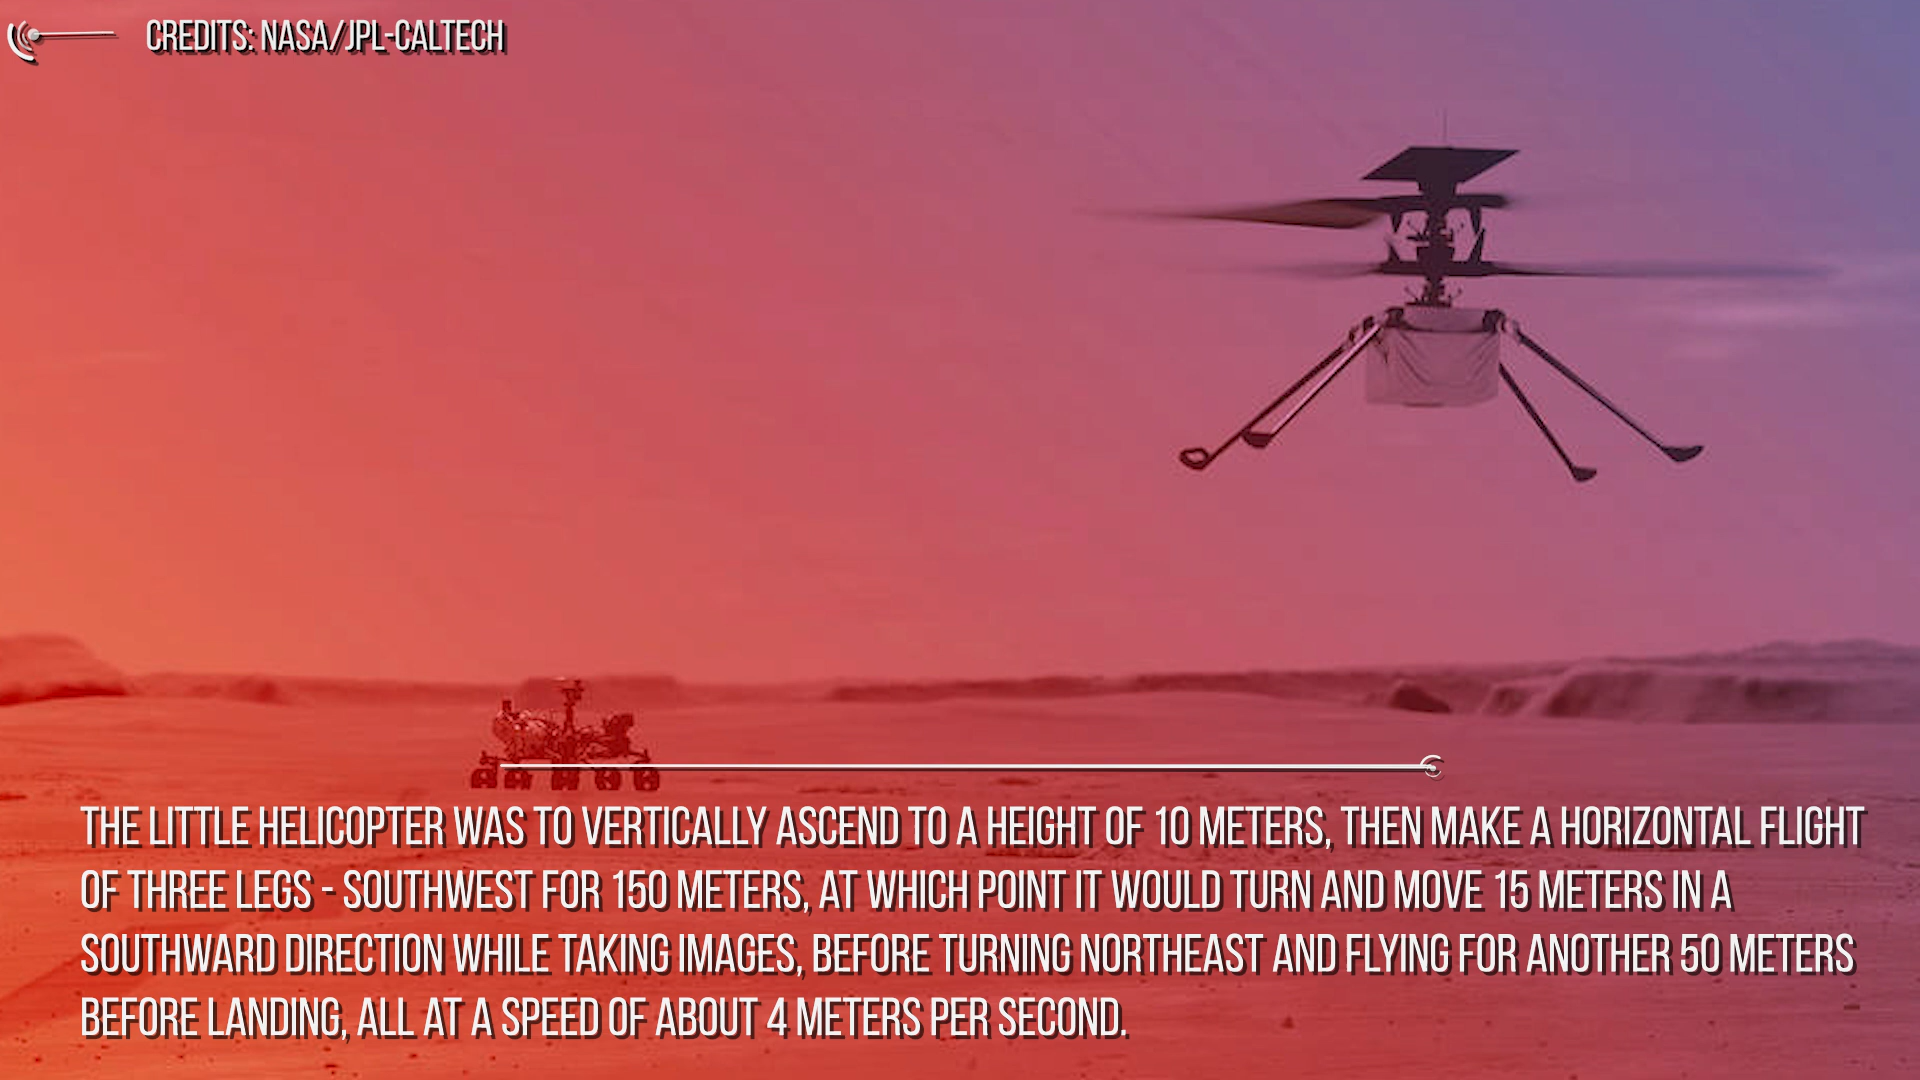 CREDITS: NASA/JPL-CALTECH
THE LITTLE HELICOPTER WAS TO VERTICALLY ASCEND TO A HEIGHT OF 10 METERS, THEN MAKE A HORIZONTAL FLIGHT
OF THREE LEGS - SOUTHWEST FOR 150 METERS, AT WHICH POINT IT WOULD TURN AND MOVE 15 METERS IN A
SOUTHWARD DIRECTION WHILE TAKING IMAGES, BEFORE TURNING NORTHEAST AND FLYING FOR ANOTHER 50 METERS
BEFORE LANDING, ALL AT A SPEED OF ABOUT 4 METERS PER SECOND.